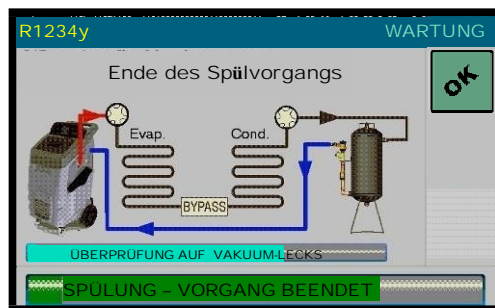 R1234y WARTUNG
Ende des Spülvorgangs
OK
Evap. Cond.
BYPASS
ÜBERPRÜFUNG AUF VAKUUM-LECKS
SPÜLUNG – VORGANG BEENDET